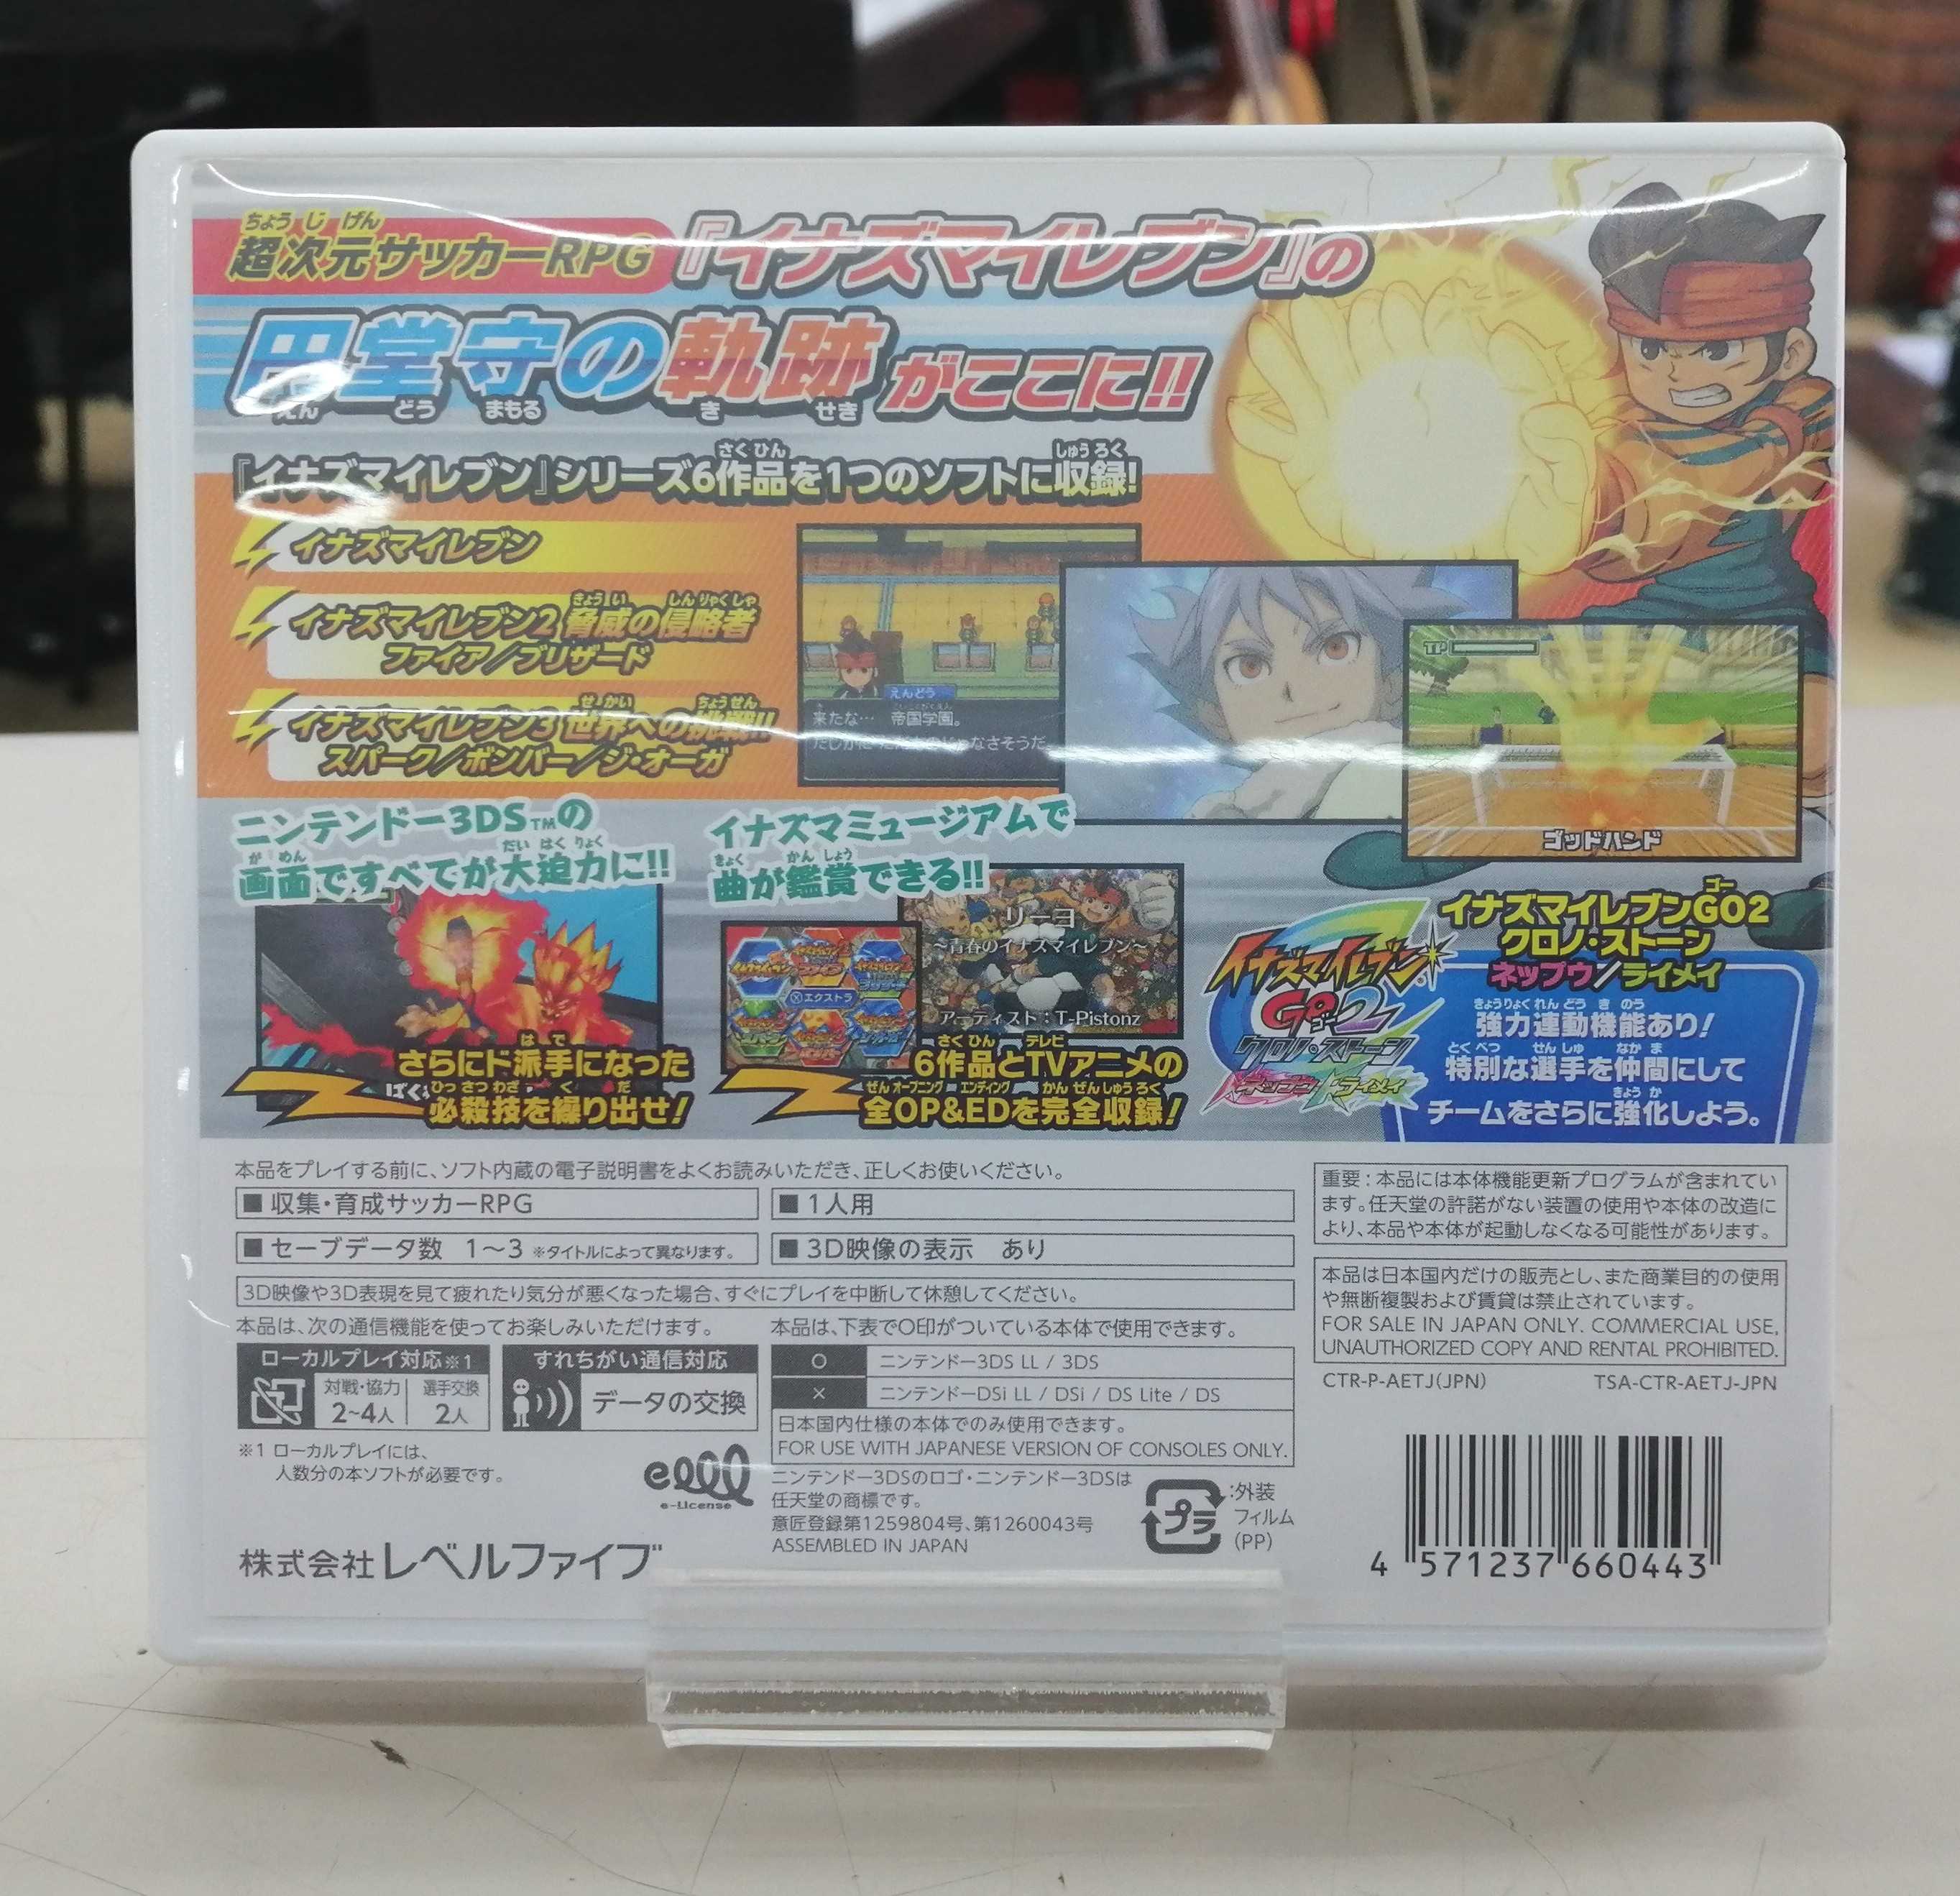 超次元サッカーRPG『イナズマイレブン』の
円堂守の軌跡がここに!!
『イナズマイレブン』シリーズ6作品を1つのソフトに収録!
イナズマイレブン
イナズマイレブン2 脅威の侵略者
ファイア/ブリザード
イナズマイレブン3 世界への挑戦!!
スパーク/ボンバー/ジ・オーガ
えんどう
来たな… 帝国学園。
TP
ゴッドハンド
ニンテンドー3DS™の
画面ですべてが大迫力に!!
さらにド派手になった
必殺技を繰り出せ!
イナズマミュージアムで
曲が鑑賞できる!!
Ⓧエクストラ
リーヨ
~青春のイナズマイレブン~
アーティスト:T-Pistonz
6作品とTVアニメの
全OP&EDを完全収録!
イナズマイレブン
GO2
クロノ・ストーン
ネップウ ライメイ
イナズマイレブンGO2
クロノ・ストーン
ネップウ/ライメイ
強力連動機能あり!
特別な選手を仲間にして
チームをさらに強化しよう。
本品をプレイする前に、ソフト内蔵の電子説明書をよくお読みいただき、正しくお使いください。
■ 収集・育成サッカーRPG
■ 1人用
■ セーブデータ数 1~3 ※タイトルによって異なります。
■ 3D映像の表示 あり
3D映像や3D表現を見て疲れたり気分が悪くなった場合、すぐにプレイを中断して休憩してください。
本品は、次の通信機能を使ってお楽しみいただけます。
ローカルプレイ対応※1
対戦・協力 2~4人
選手交換 2人
すれちがい通信対応
データの交換
※1 ローカルプレイには、
人数分の本ソフトが必要です。
e-License
株式会社レベルファイブ
本品は、下表で○印がついている本体で使用できます。
○ ニンテンドー3DS LL / 3DS
× ニンテンドーDSi LL / DSi / DS Lite / DS
日本国内仕様の本体でのみ使用できます。
FOR USE WITH JAPANESE VERSION OF CONSOLES ONLY.
ニンテンドー3DSのロゴ・ニンテンドー3DSは
任天堂の商標です。
意匠登録第1259804号、第1260043号
ASSEMBLED IN JAPAN
プラ
:外装
フィルム
(PP)
重要:本品には本体機能更新プログラムが含まれてい
ます。任天堂の許諾がない装置の使用や本体の改造に
より、本品や本体が起動しなくなる可能性があります。
本品は日本国内だけの販売とし、また商業目的の使用
や無断複製および賃貸は禁止されています。
FOR SALE IN JAPAN ONLY. COMMERCIAL USE,
UNAUTHORIZED COPY AND RENTAL PROHIBITED.
CTR-P-AETJ(JPN) TSA-CTR-AETJ-JPN
4 571237 660443